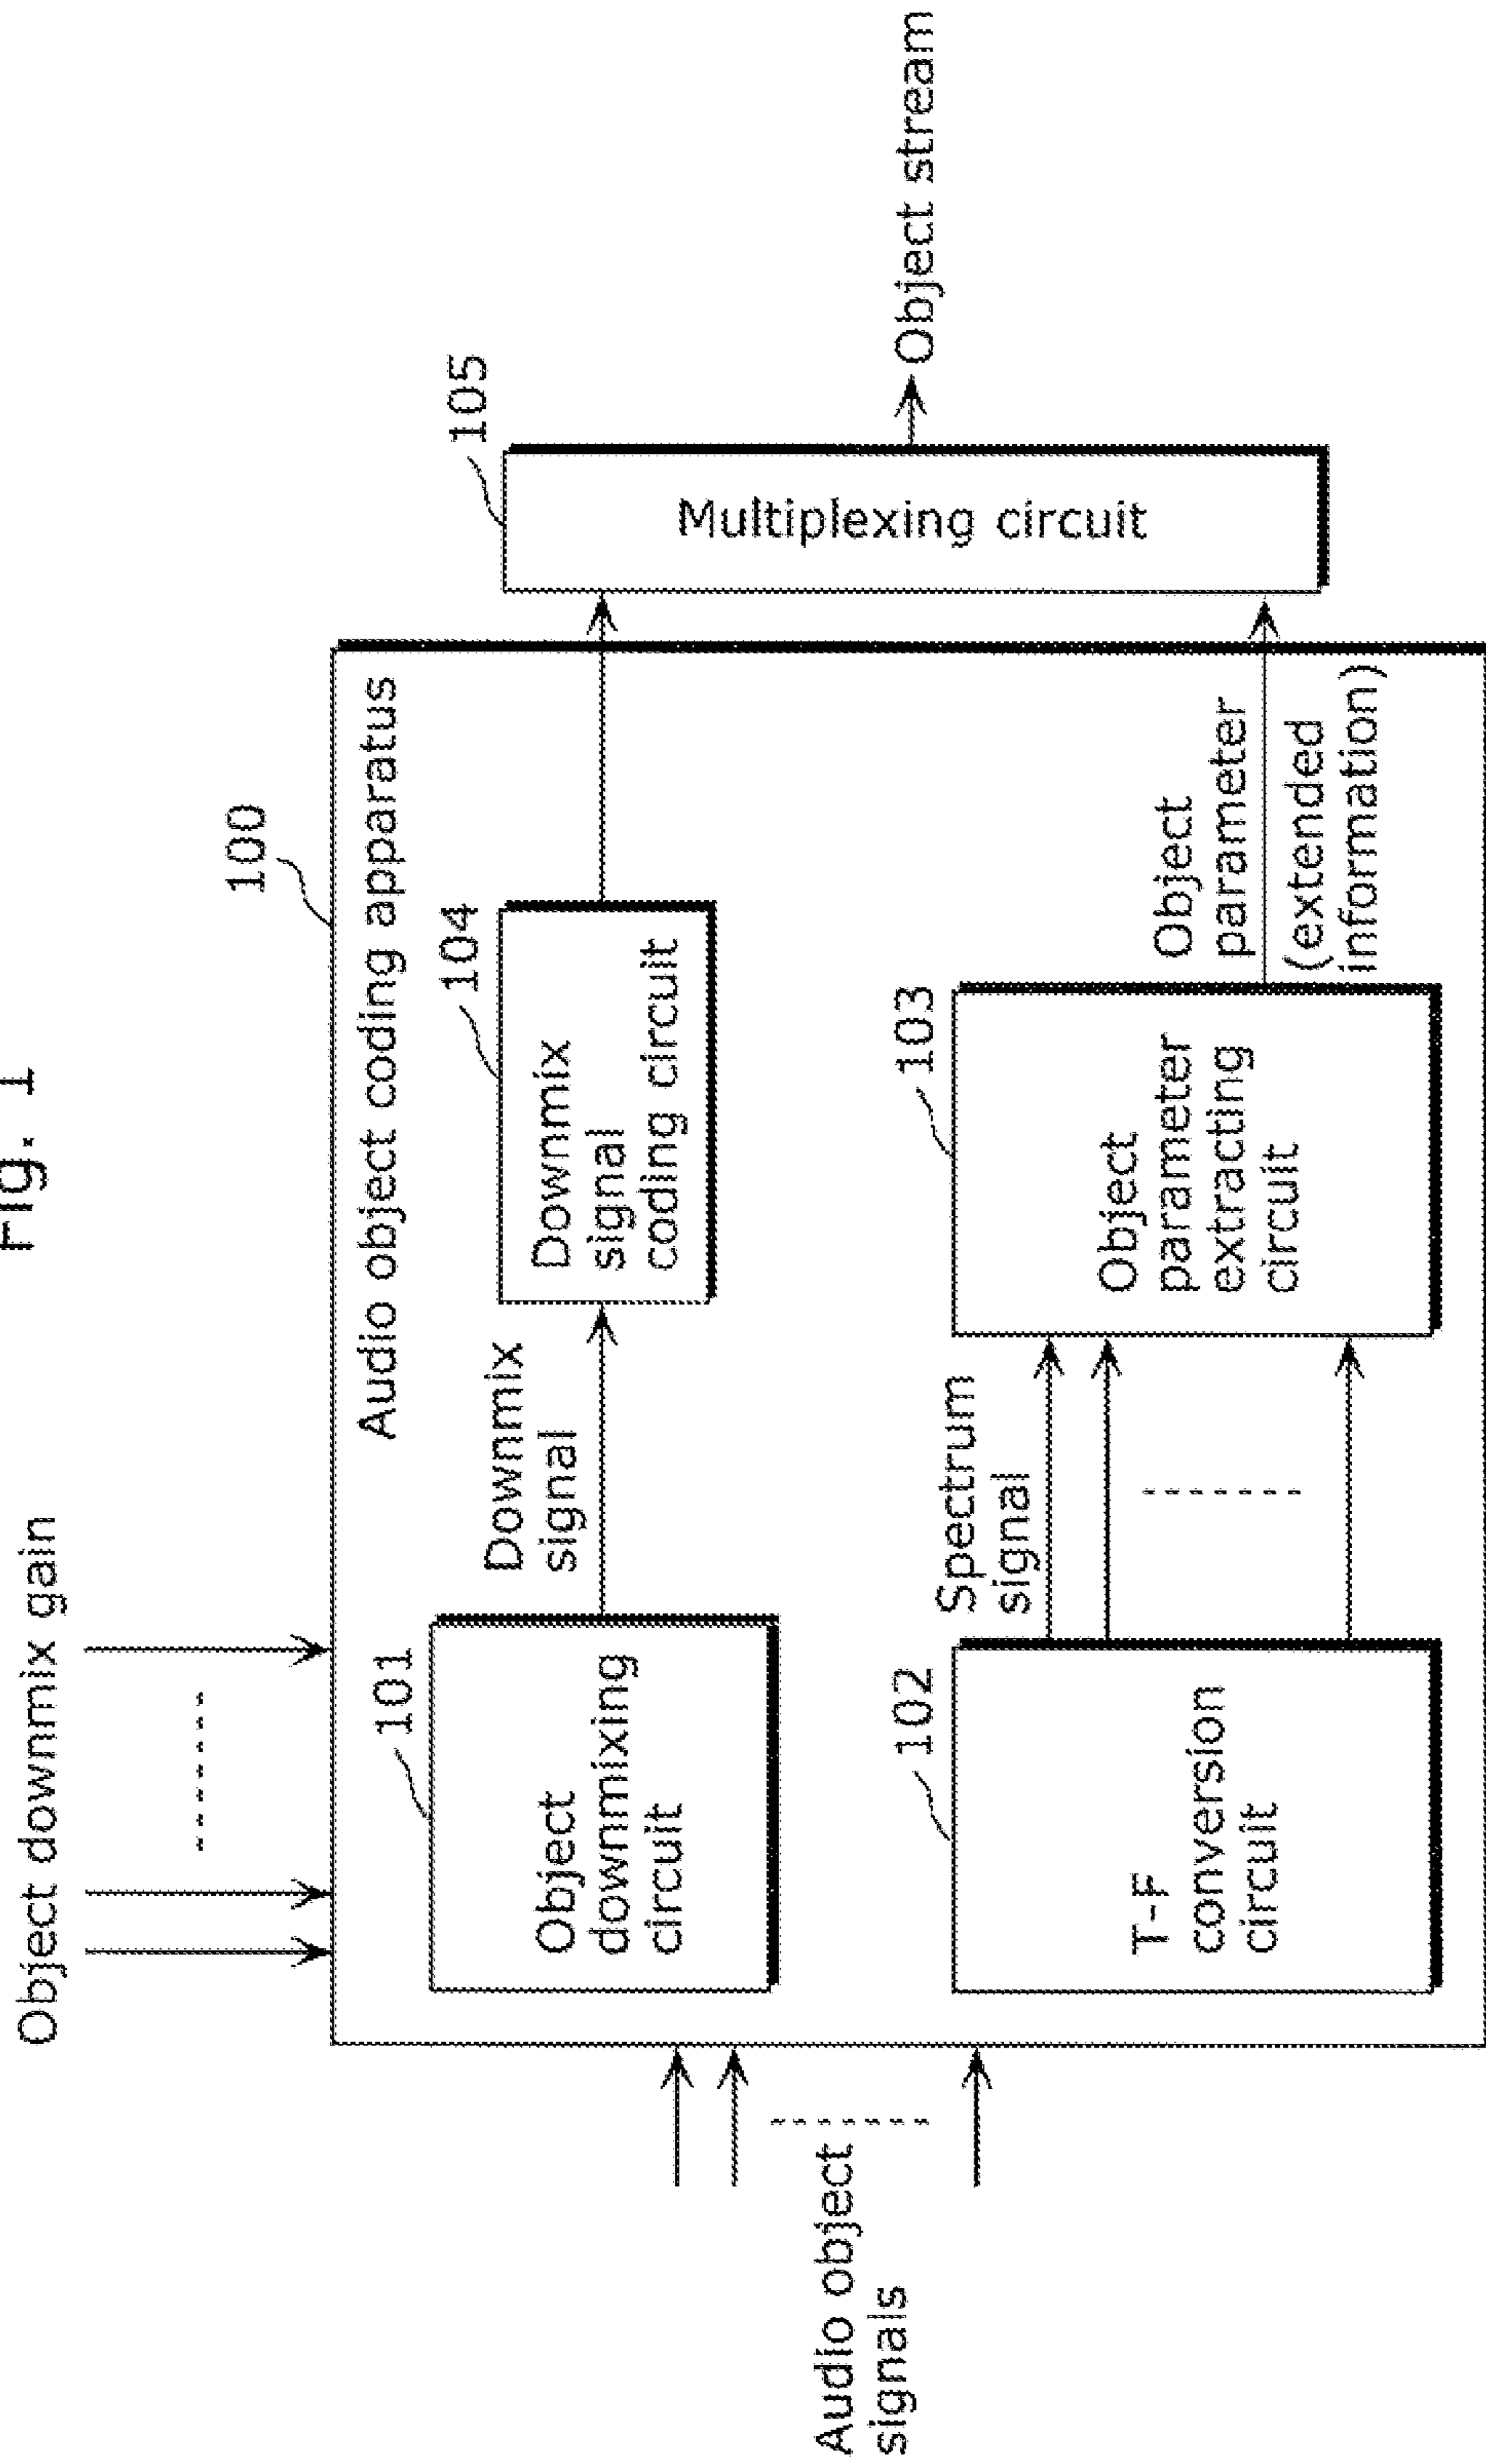 Fig. 1
Object downmix gain
100
Audio object coding apparatus
101
Object
downmixing
circuit
Downmix
signal
104
Downmix
signal
coding circuit
105
Multiplexing circuit
Object stream
Audio object
signals
102
T-F
conversion
circuit
Spectrum
signal
103
Object
parameter
extracting
circuit
Object
parameter
(extended
information)